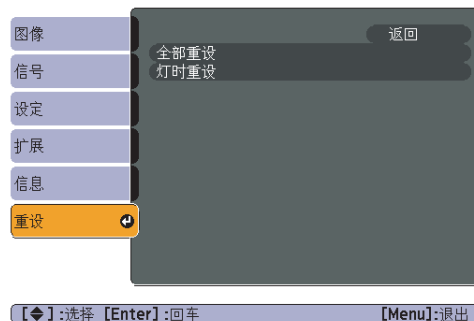 图像
信号
设定
扩展
信息
重设
返回
全部重设
灯时重设
[◆]:选择 [Enter]:回车 [Menu]:退出